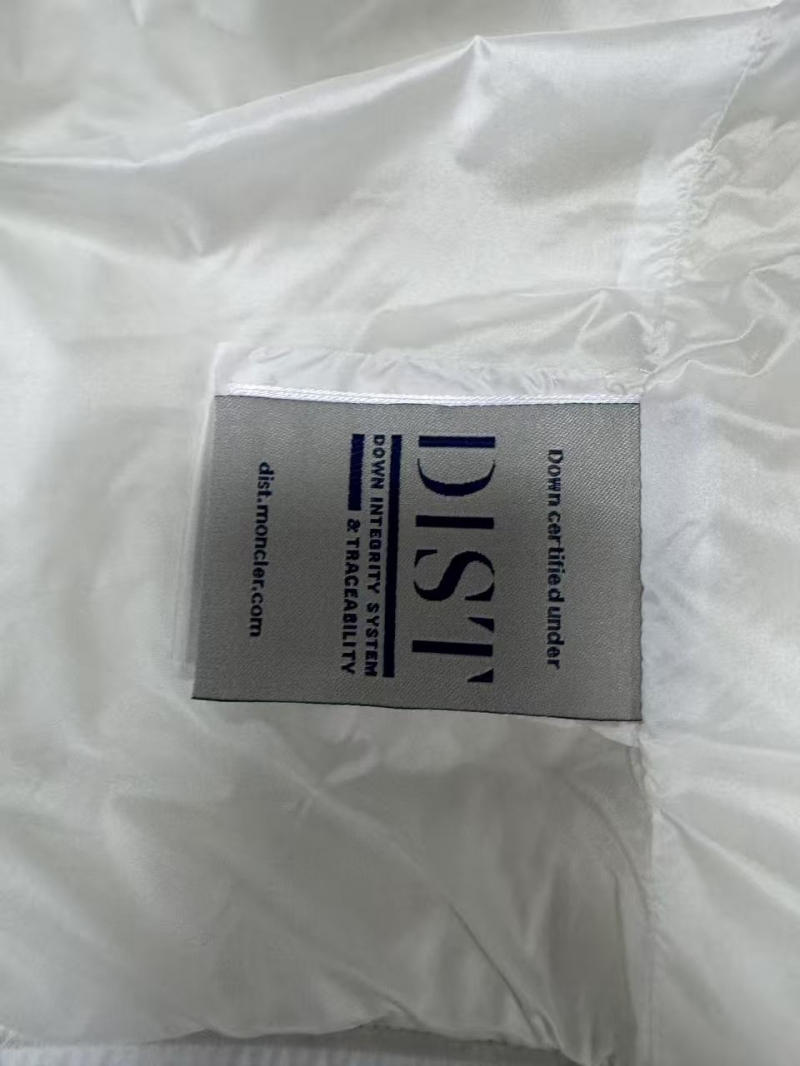 Down certified under
DIST
DOWN INTEGRITY SYSTEM
& TRACEABILITY
dist.moncler.com